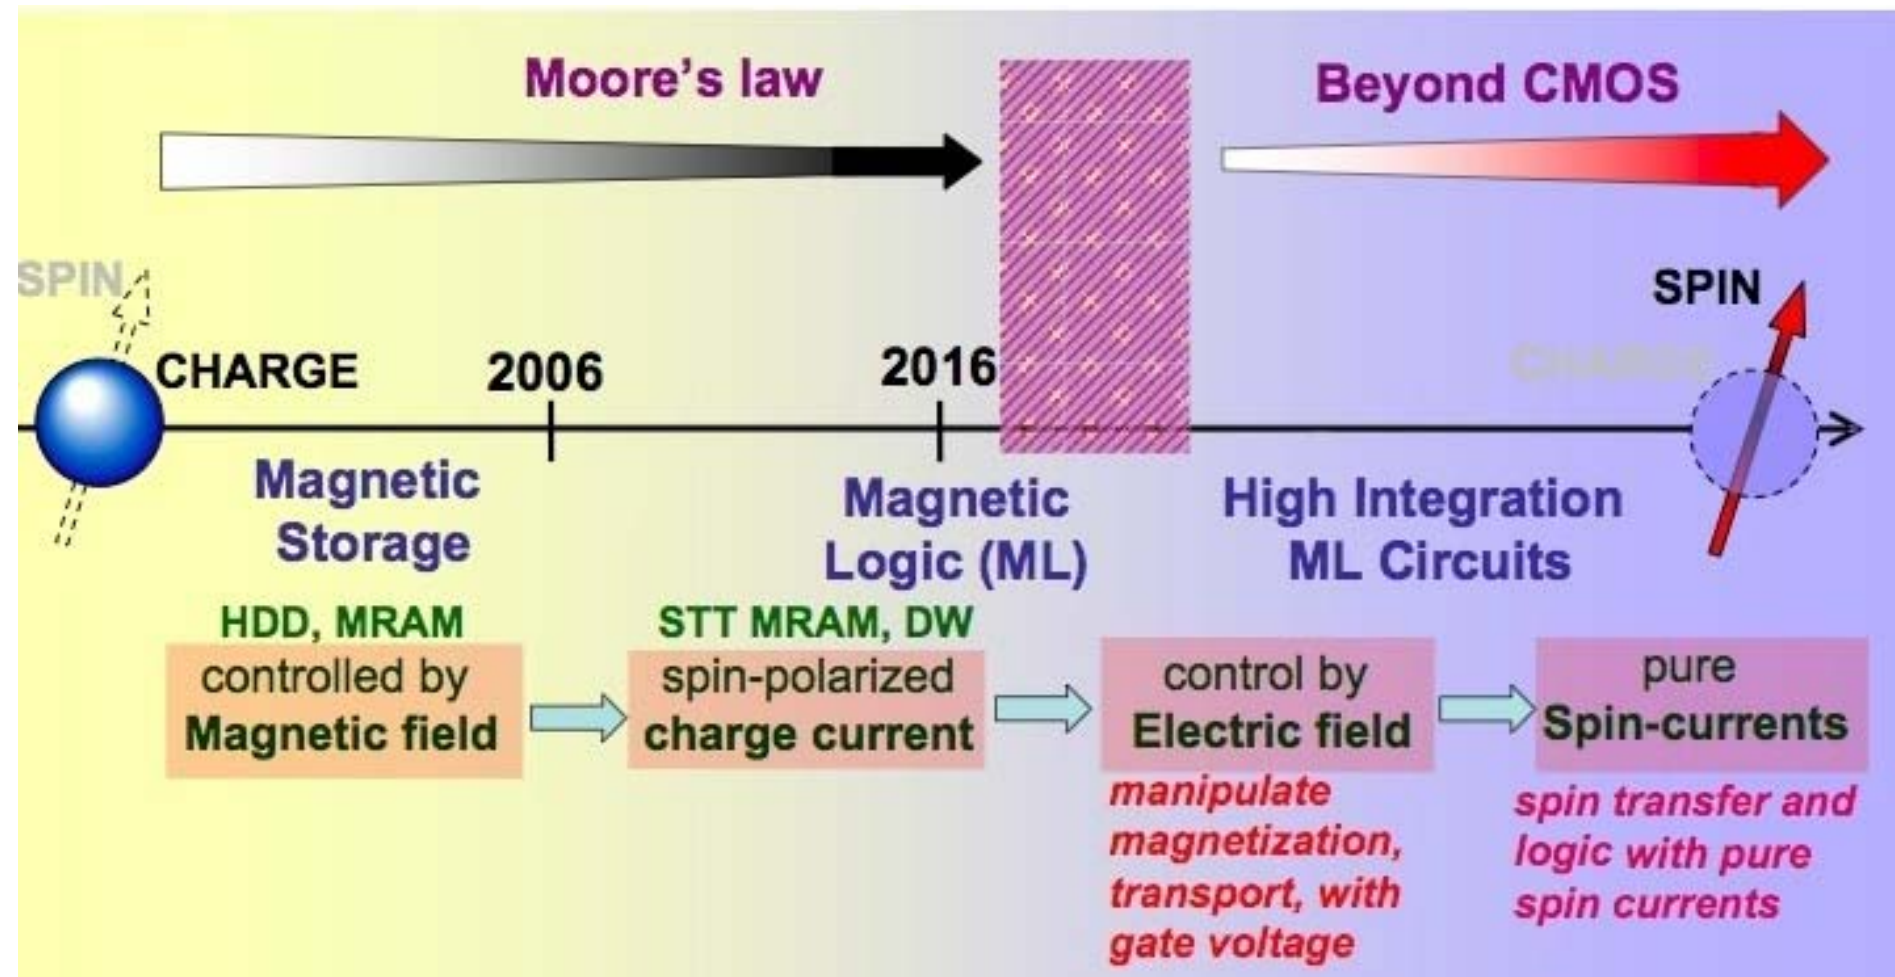 Moore's law
Beyond CMOS
SPIN
CHARGE
2006
2016
SPIN
CHARGE
Magnetic
Storage
Magnetic
Logic (ML)
High Integration
ML Circuits
HDD, MRAM
controlled by
Magnetic field
STT MRAM, DW
spin-polarized
charge current
control by
Electric field
manipulate
magnetization,
transport, with
gate voltage
pure
Spin-currents
spin transfer and
logic with pure
spin currents